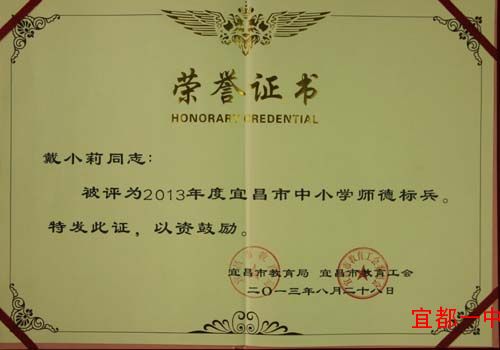 荣誉证书
HONORARY CREDENTIAL
戴小莉同志:
被评为2013年度宜昌市中小学师德标兵。
特发此证，以资鼓励。
宜昌市教育局 宜昌市教育工会
二〇一三年八月二十八日
宜都一中